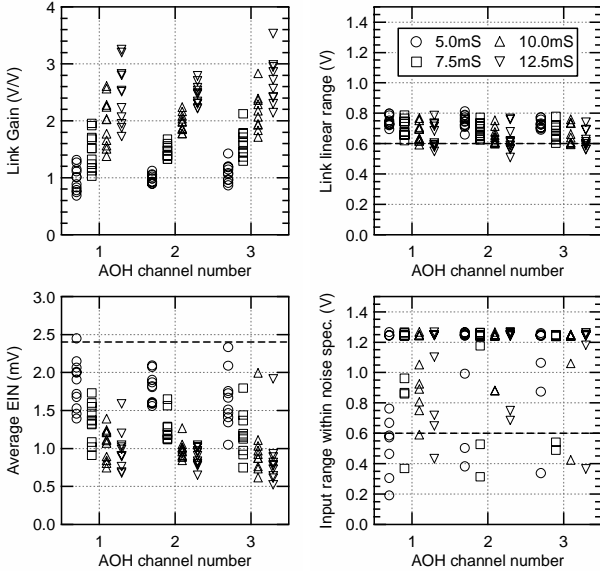 4
3
2
1
0
Link Gain (V/V)
1 2 3
AOH channel number
1.4
1.2
1.0
0.8
0.6
0.4
0.2
0.0
Link linear range (V)
5.0mS 10.0mS
7.5mS 12.5mS
1 2 3
AOH channel number
3.0
2.5
2.0
1.5
1.0
0.5
0.0
Average EIN (mV)
1 2 3
AOH channel number
1.4
1.2
1.0
0.8
0.6
0.4
0.2
0.0
Input range within noise spec. (V)
1 2 3
AOH channel number